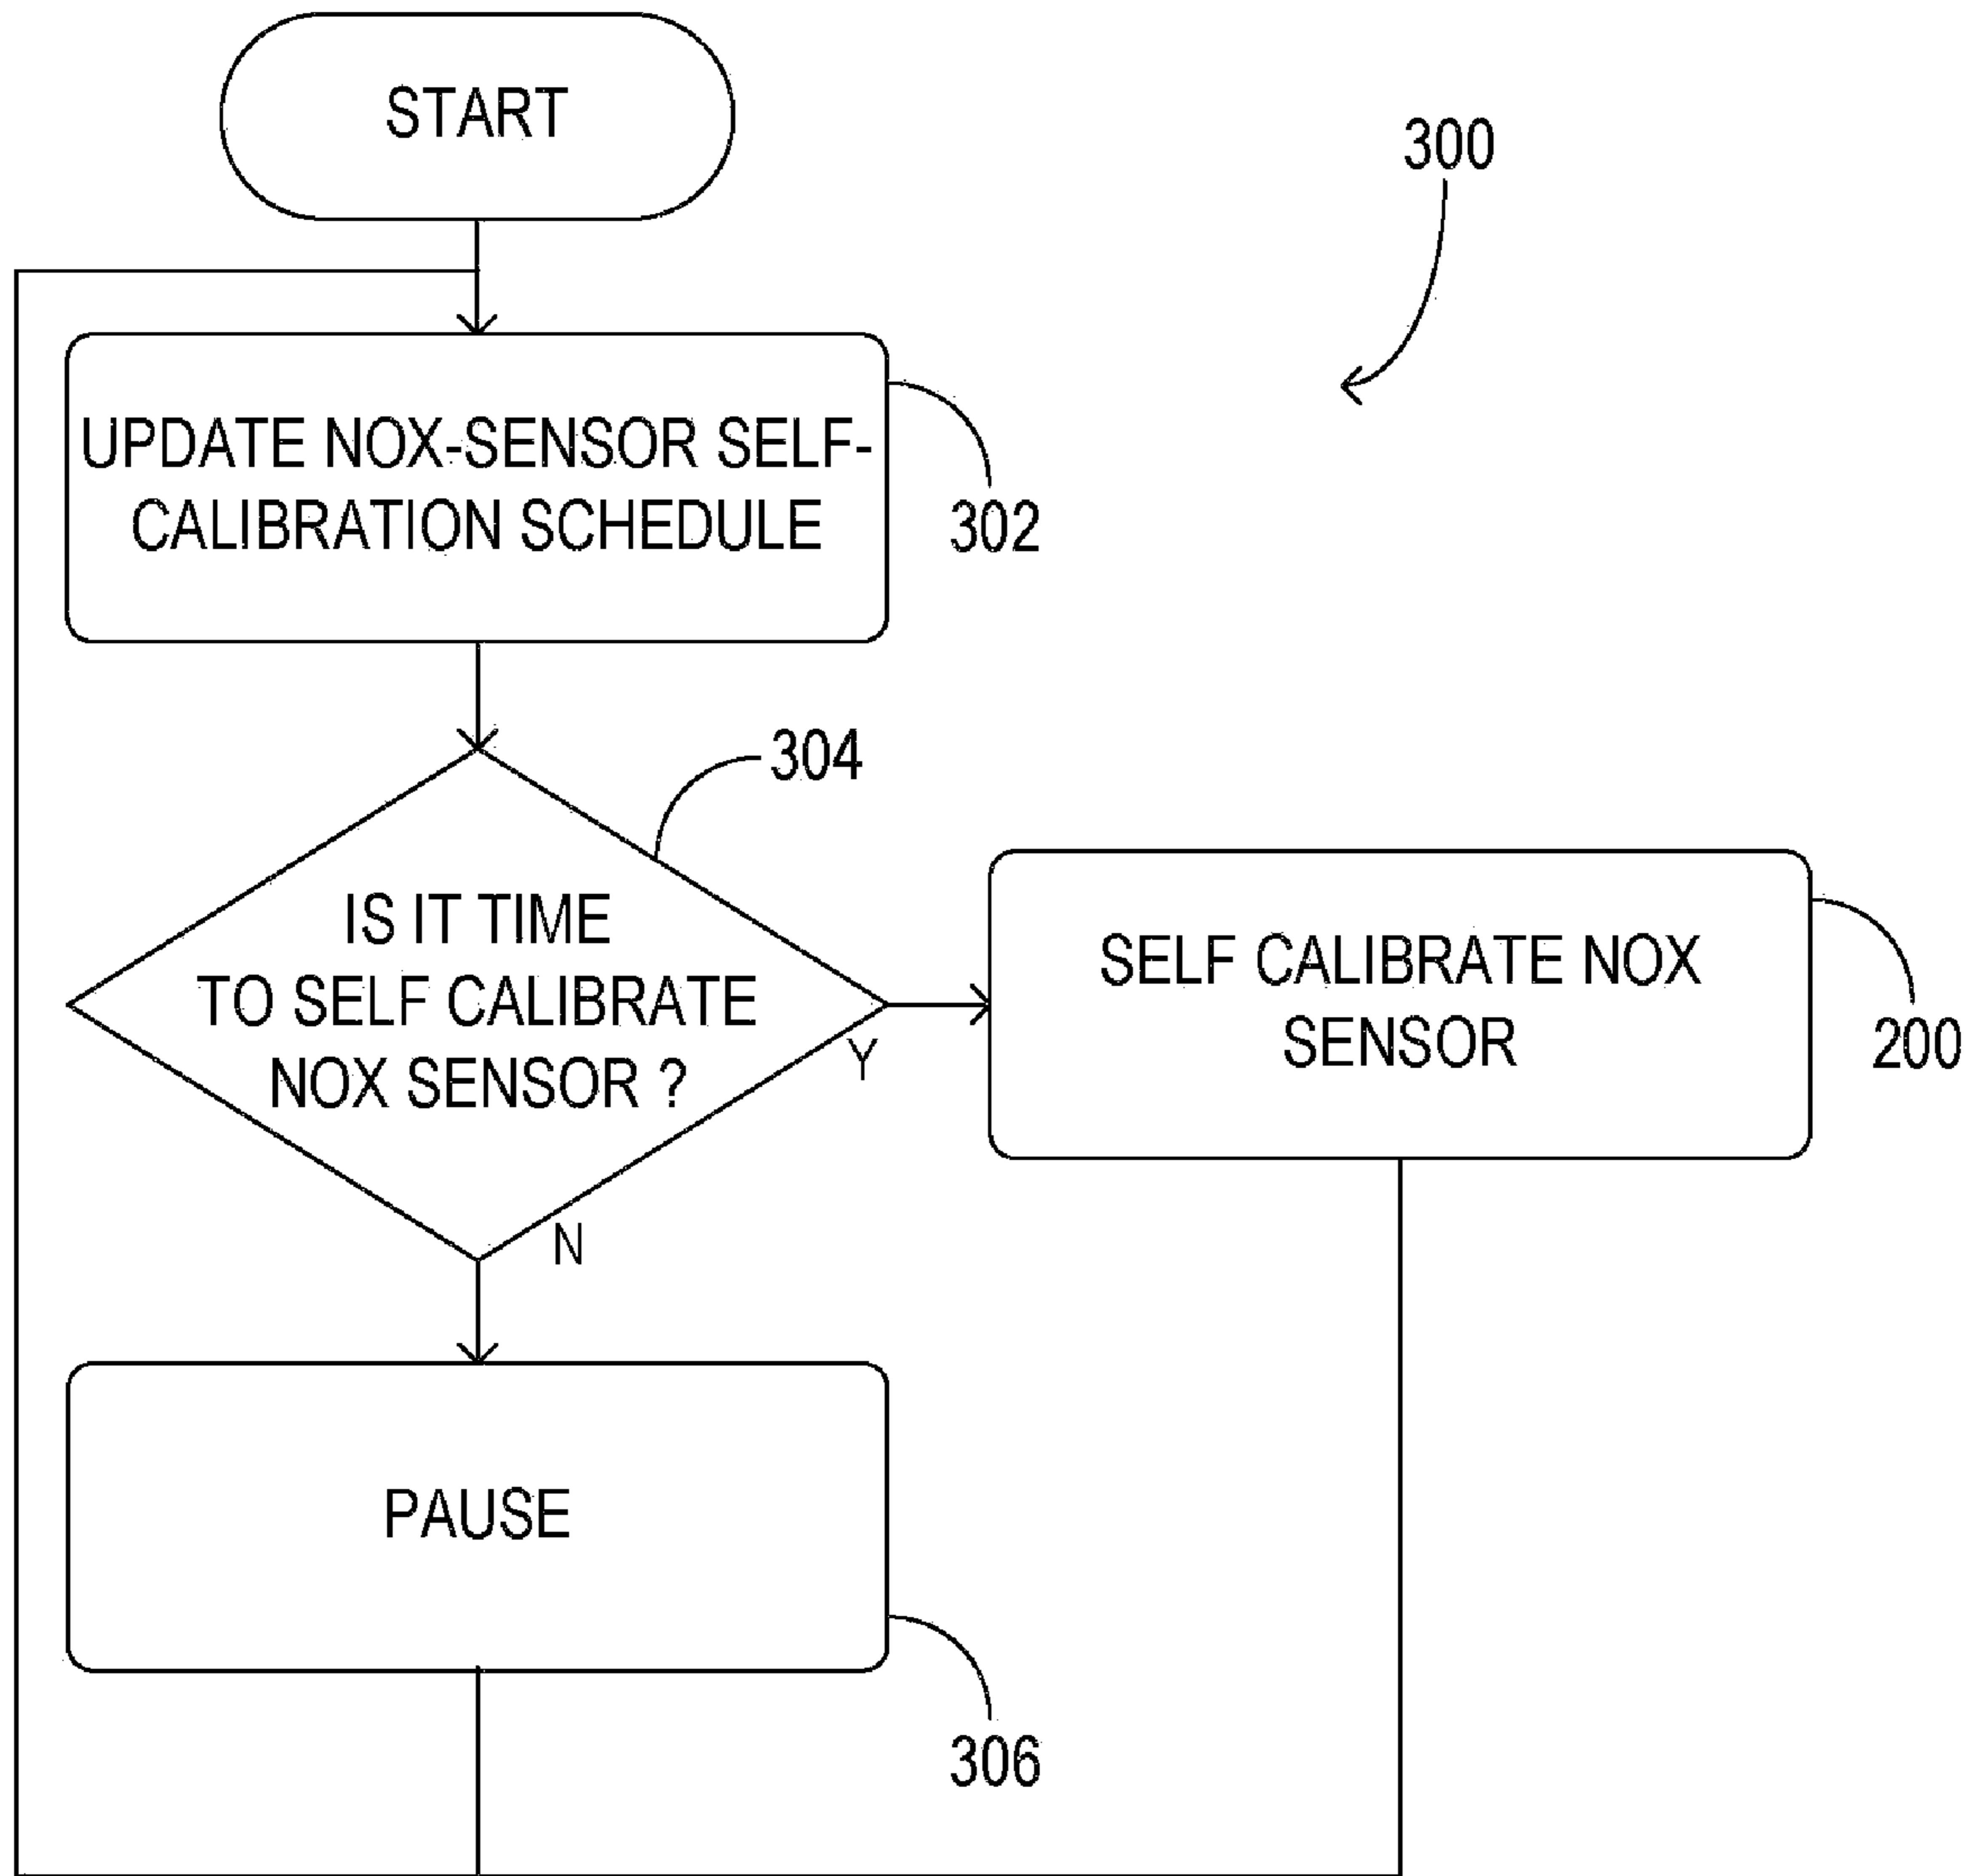 START
300
UPDATE NOX-SENSOR SELF-
CALIBRATION SCHEDULE
302
304
IS IT TIME
TO SELF CALIBRATE
NOX SENSOR ?
Y
SELF CALIBRATE NOX
SENSOR
200
N
PAUSE
306